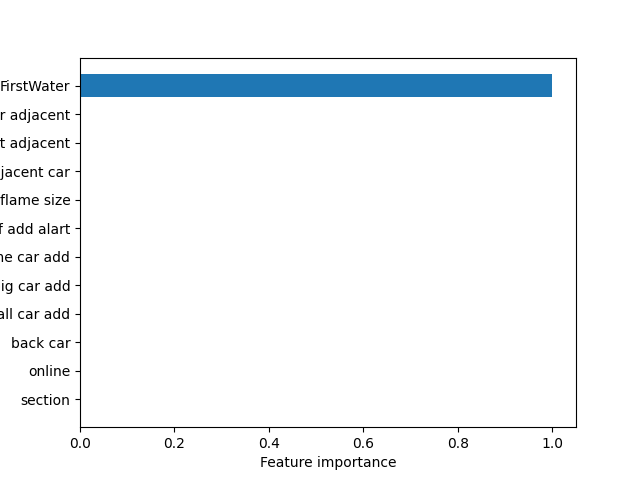 FirstWater
r adjacent
t adjacent
jacent car
flame size
f add alart
ne car add
ig car add
all car add
back car
online
section
0.0 0.2 0.4 0.6 0.8 1.0
Feature importance